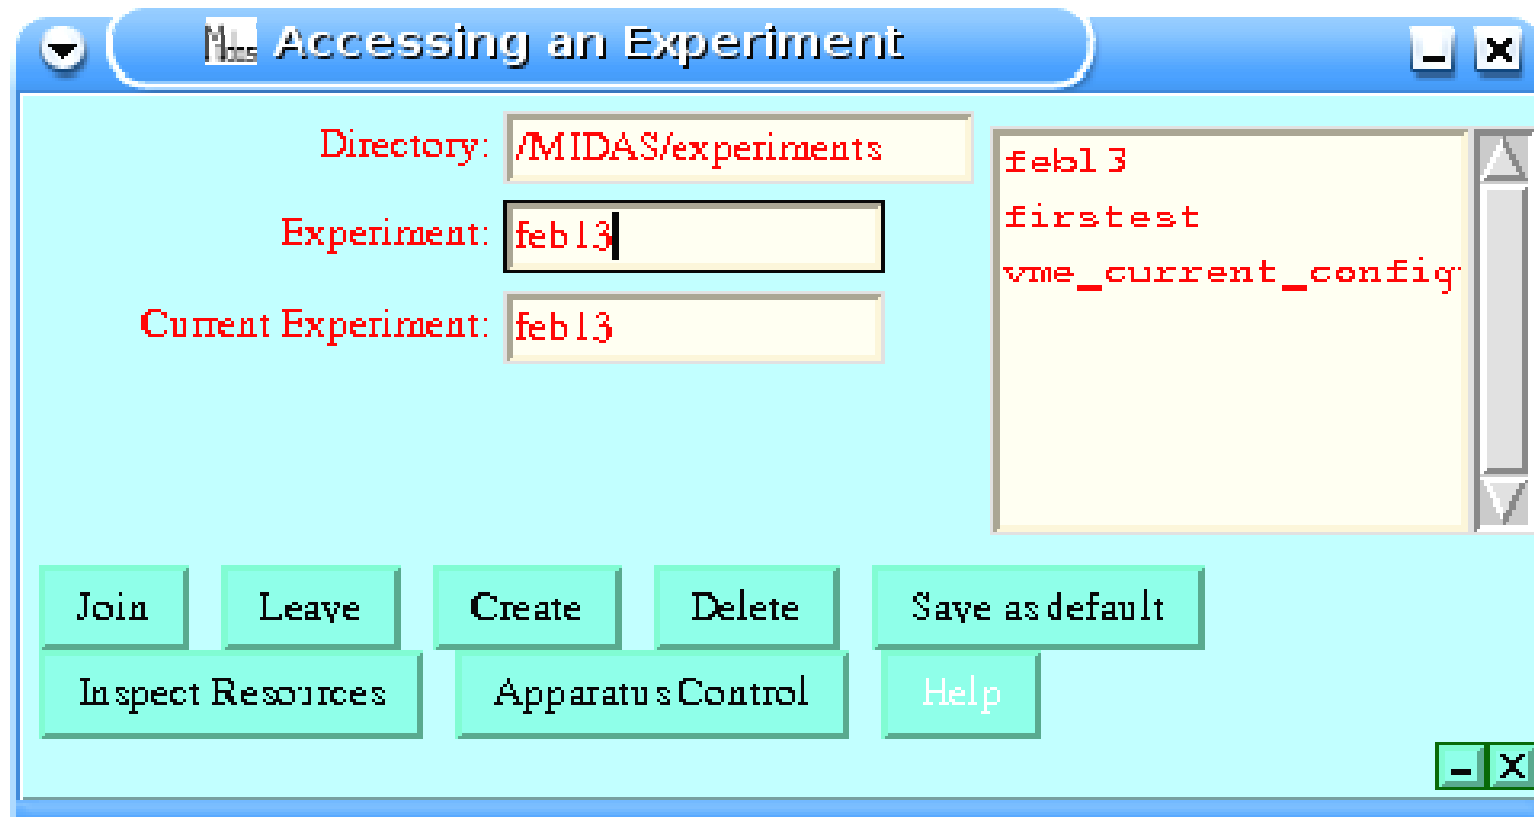 Midas Accessing an Experiment
Directory: /MIDAS/experiments
Experiment: feb13
Current Experiment: feb13
feb13
firstest
vme_current_config
Join Leave Create Delete Save as default
Inspect Resources Apparatus Control Help